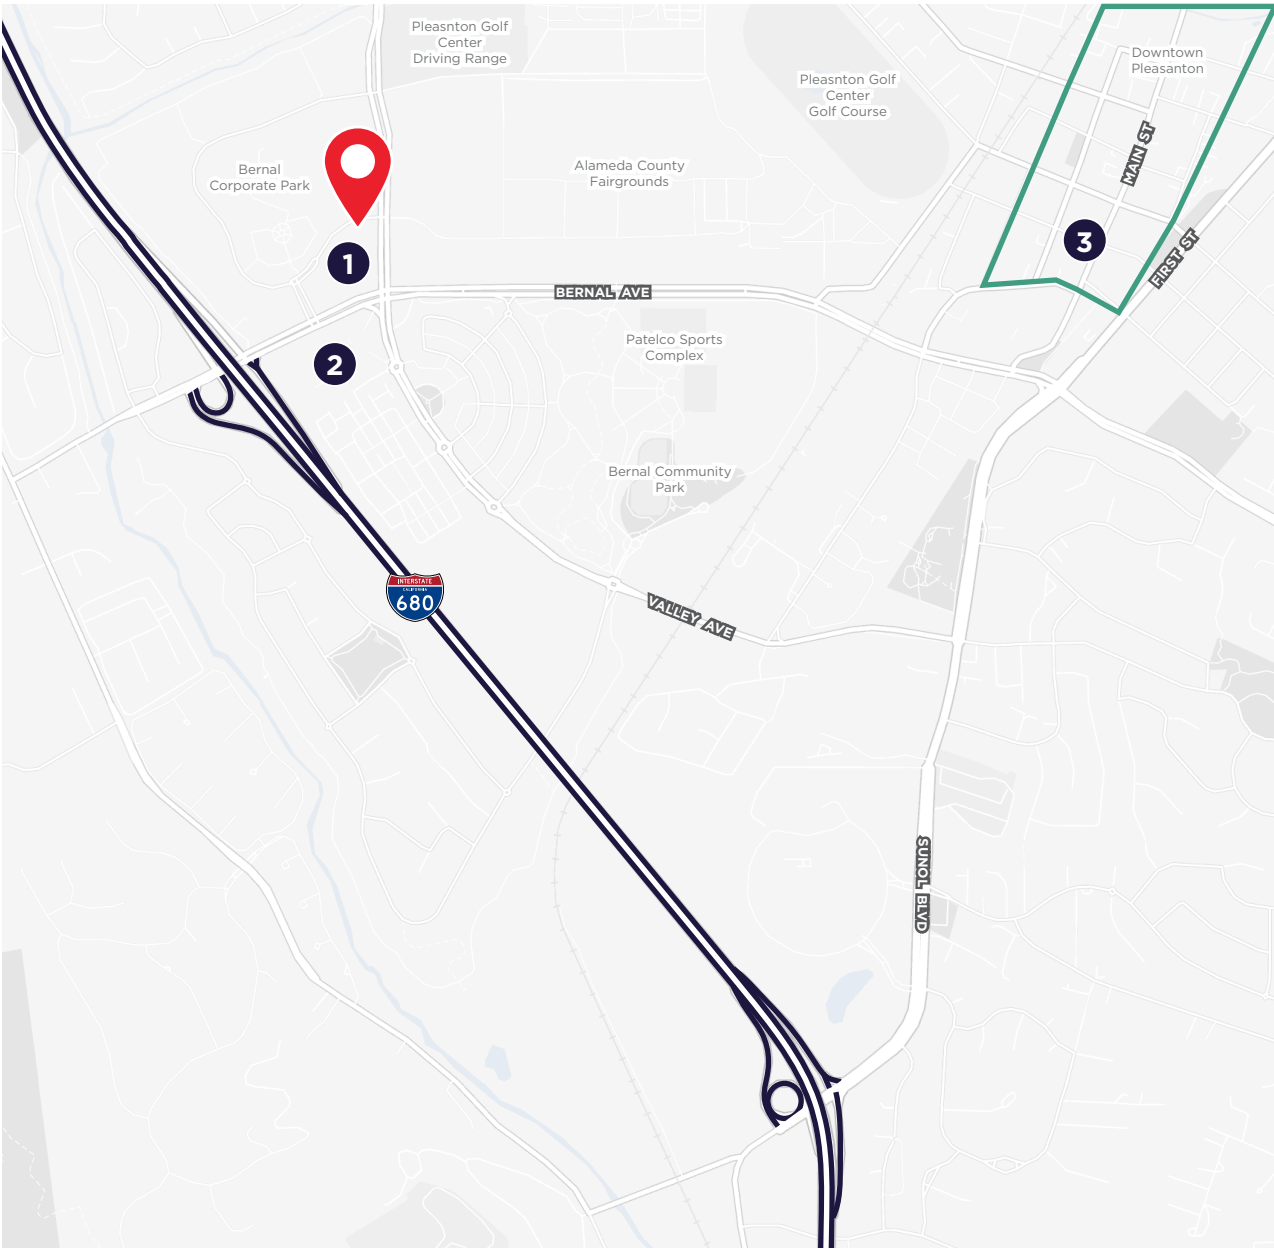 Pleasnton Golf
Center
Driving Range
Downtown
Pleasanton
Pleasnton Golf
Center
Golf Course
MAIN ST
Bernal
Corporate Park
Alameda County
Fairgrounds
1
3
FIRST ST
BERNAL AVE
Patelco Sports
Complex
2
Bernal Community
Park
INTERSTATE
CALIFORNIA
680
VALLEY AVE
SUNOL BLVD